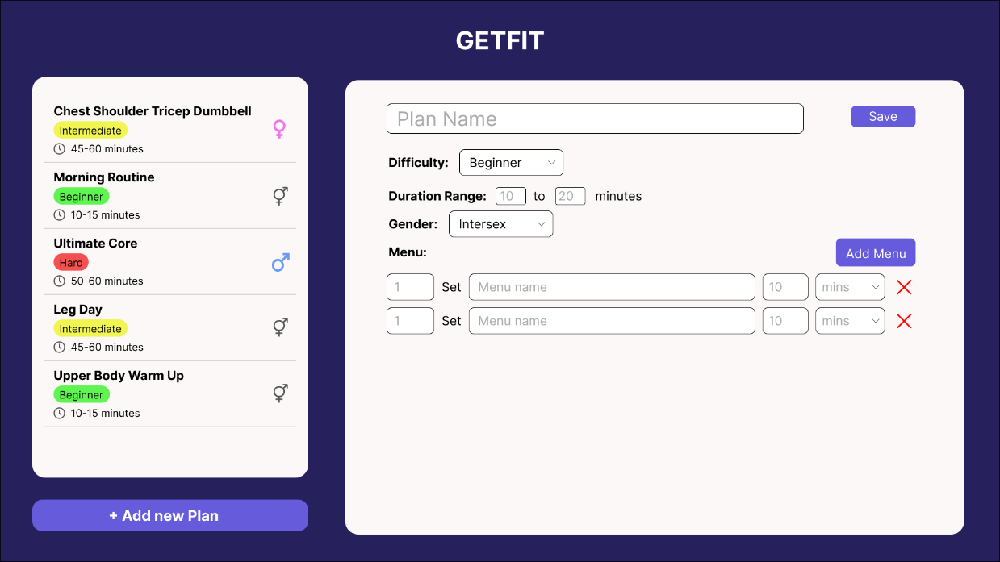 GETFIT
Chest Shoulder Tricep Dumbbell
Intermediate
45-60 minutes
Morning Routine
Beginner
10-15 minutes
Ultimate Core
Hard
50-60 minutes
Leg Day
Intermediate
45-60 minutes
Upper Body Warm Up
Beginner
10-15 minutes
+ Add new Plan
Plan Name
Save
Difficulty: Beginner
Duration Range: 10 to 20 minutes
Gender: Intersex
Menu:
Add Menu
1 Set Menu name 10 mins
1 Set Menu name 10 mins